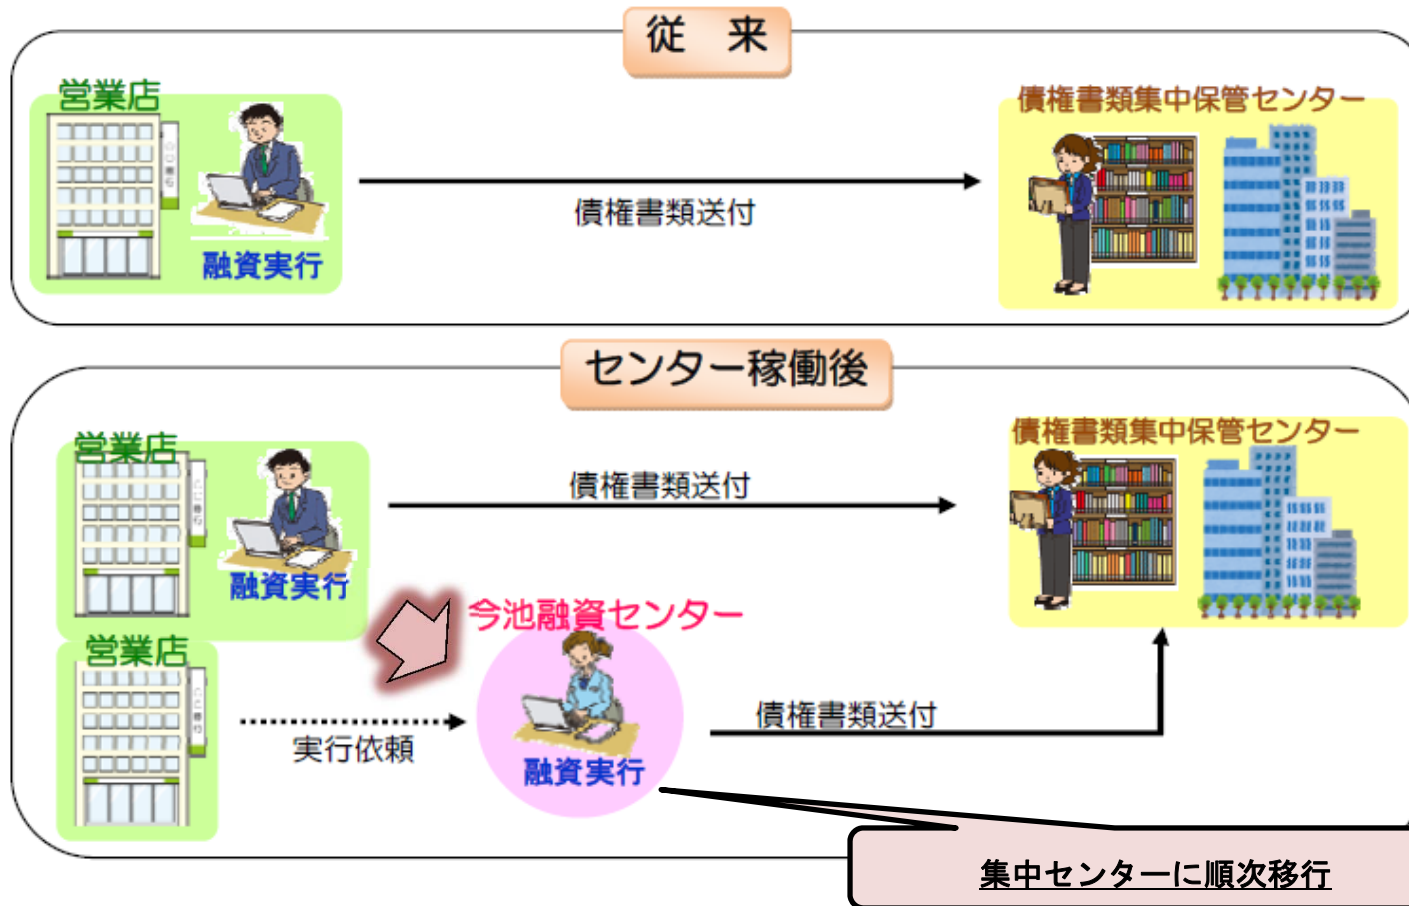 従　来
営業店
融資実行
債権書類送付
債権書類集中保管センター
センター稼働後
営業店
融資実行
債権書類送付
債権書類集中保管センター
営業店
実行依頼
今池融資センター
融資実行
債権書類送付
集中センターに順次移行